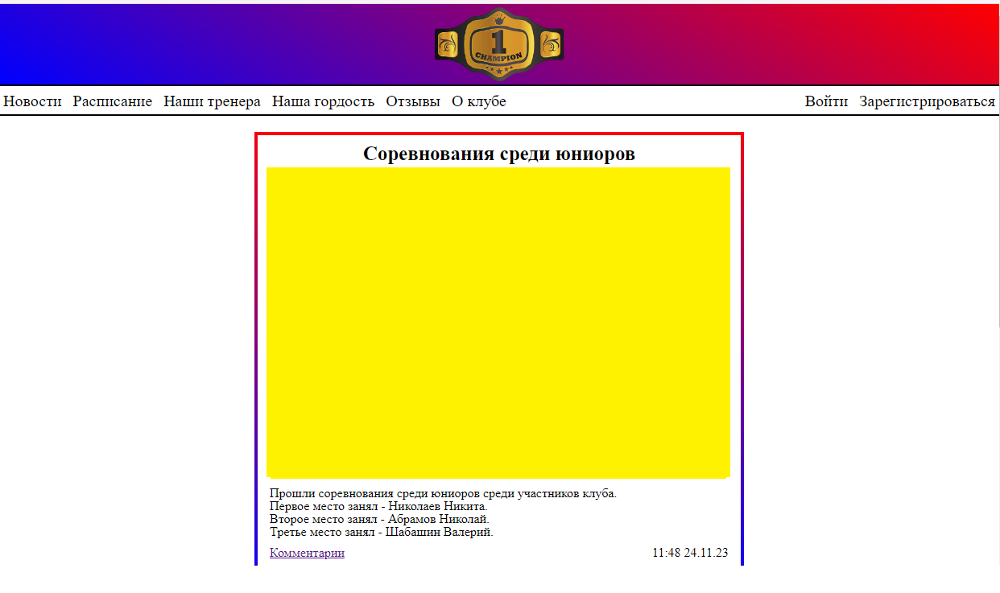 1
CHAMPION
Новости Расписание Наши тренера Наша гордость Отзывы О клубе Войти Зарегистрироваться
Соревнования среди юниоров
Прошли соревнования среди юниоров среди участников клуба.
Первое место занял - Николаев Никита.
Второе место занял - Абрамов Николай.
Третье место занял - Шабашин Валерий.
Комментарии 11:48 24.11.23